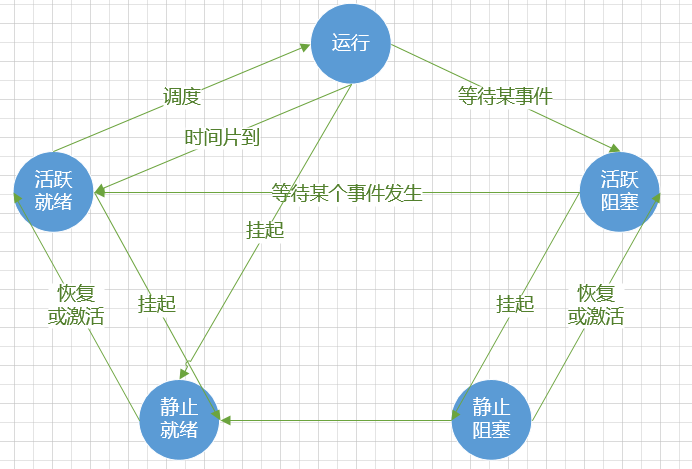 运行
调度
等待某事件
时间片到
活跃
就绪
等待某个事件发生
活跃
阻塞
挂起
恢复
或激活
挂起
挂起
恢复
或激活
静止
就绪
静止
阻塞